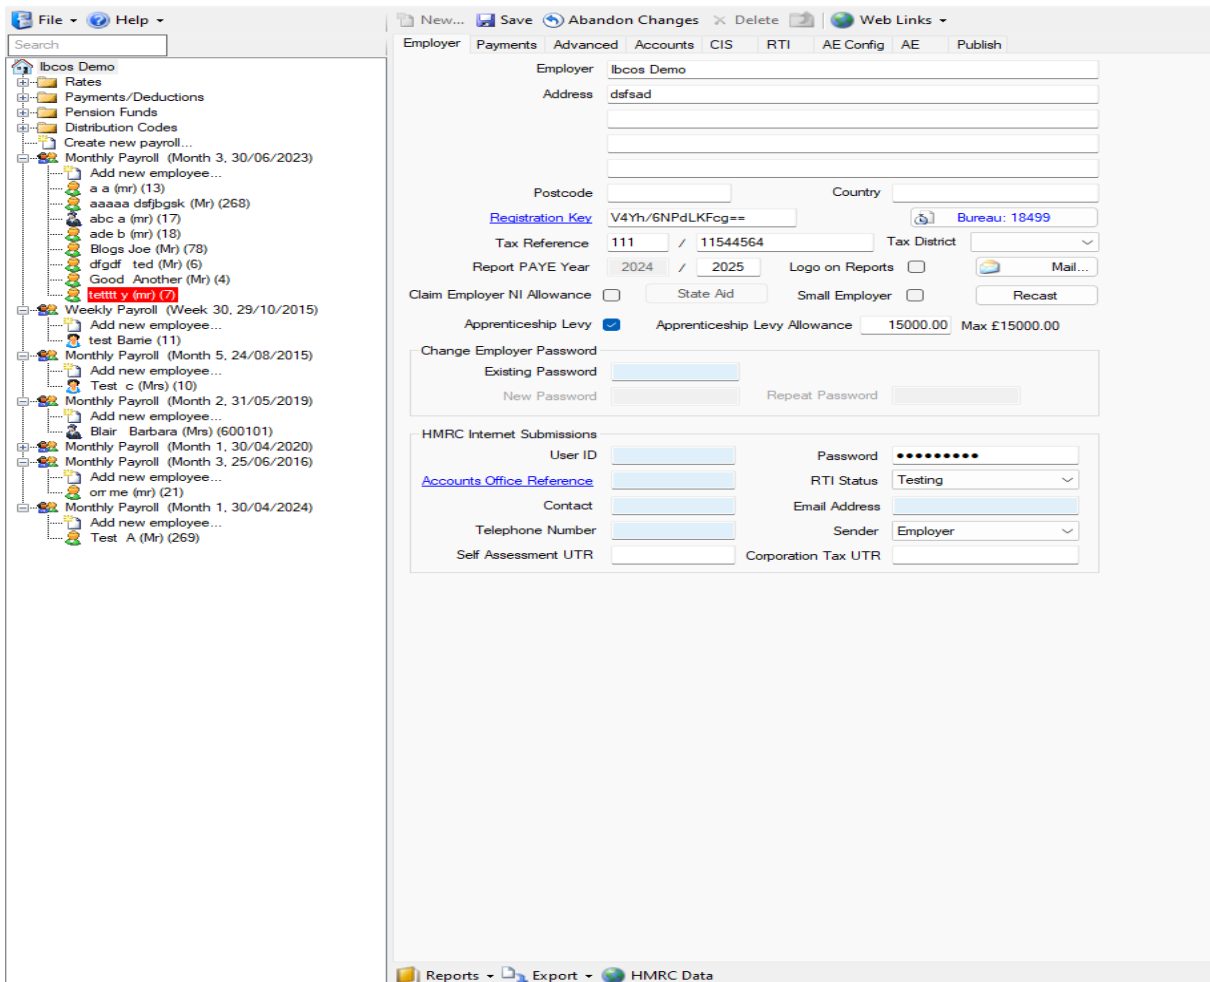 File Help
Search
Ibcos Demo
Rates
Payments/Deductions
Pension Funds
Distribution Codes
Create new payroll...
Monthly Payroll (Month 3, 30/06/2023)
Add new employee...
a a (mr) (13)
aaaaa dsfjbgsk (Mr) (268)
abc a (mr) (17)
ade b (mr) (18)
Blogs Joe (Mr) (78)
dfgdf ted (Mr) (6)
Good Another (Mr) (4)
tetttt y (mr) (7)
Weekly Payroll (Week 30, 29/10/2015)
Add new employee...
test Barrie (11)
Monthly Payroll (Month 5, 24/08/2015)
Add new employee...
Test c (Mrs) (10)
Monthly Payroll (Month 2, 31/05/2019)
Add new employee...
Blair Barbara (Mrs) (600101)
Monthly Payroll (Month 1, 30/04/2020)
Monthly Payroll (Month 3, 25/06/2016)
Add new employee...
orr me (mr) (21)
Monthly Payroll (Month 1, 30/04/2024)
Add new employee...
Test A (Mr) (269)
New... Save Abandon Changes Delete Web Links
Employer Payments Advanced Accounts CIS RTI AE Config AE Publish
Employer Ibcos Demo
Address dsfsad
Postcode Country
Registration Key V4Yh/6NPdLKFcg== Bureau: 18499
Tax Reference 111 / 11544564 Tax District
Report PAYE Year 2024 / 2025 Logo on Reports Mail...
Claim Employer NI Allowance State Aid Small Employer Recast
Apprenticeship Levy Apprenticeship Levy Allowance 15000.00 Max £15000.00
Change Employer Password
Existing Password
New Password Repeat Password
HMRC Internet Submissions
User ID Password •••••••••
Accounts Office Reference RTI Status Testing
Contact Email Address
Telephone Number Sender Employer
Self Assessment UTR Corporation Tax UTR
Reports Export HMRC Data